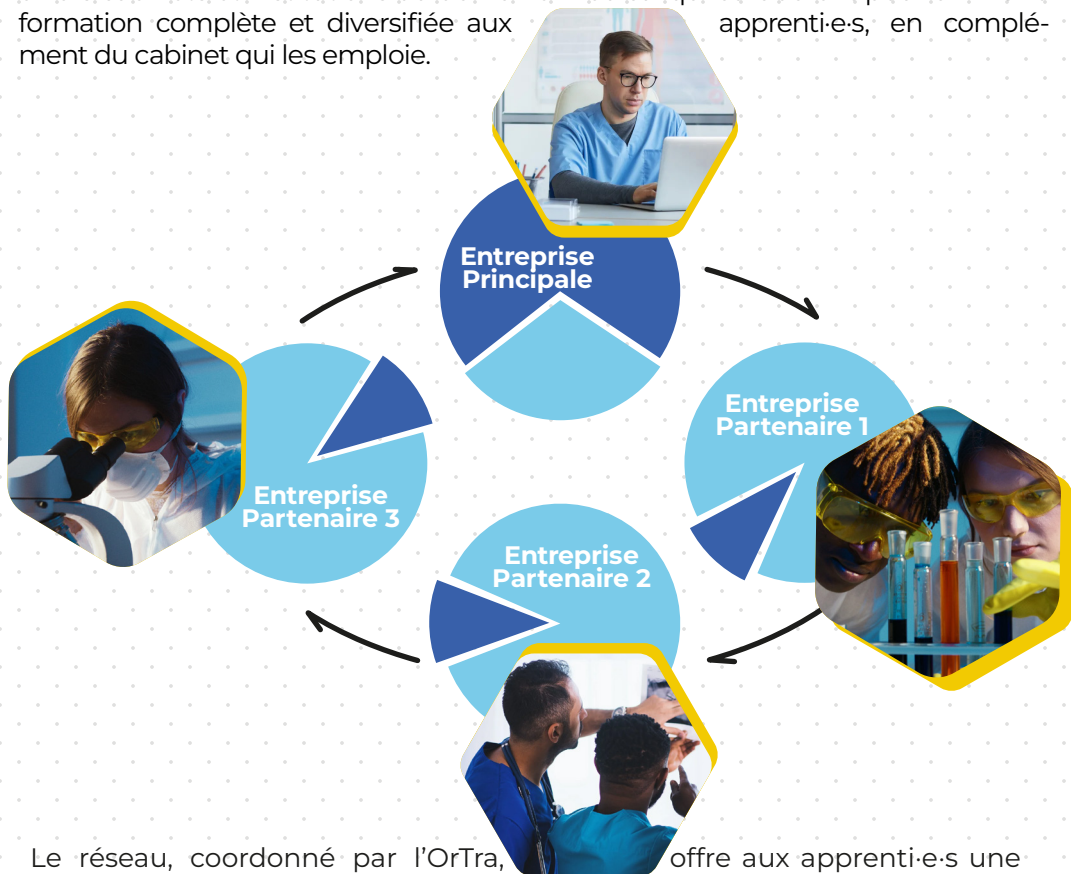 formation complète et diversifiée aux apprenti·e·s, en complé-
ment du cabinet qui les emploie.
Entreprise
Principale
Entreprise
Partenaire 1
Entreprise
Partenaire 2
Entreprise
Partenaire 3
Le réseau, coordonné par l'OrTra, offre aux apprenti·e·s une